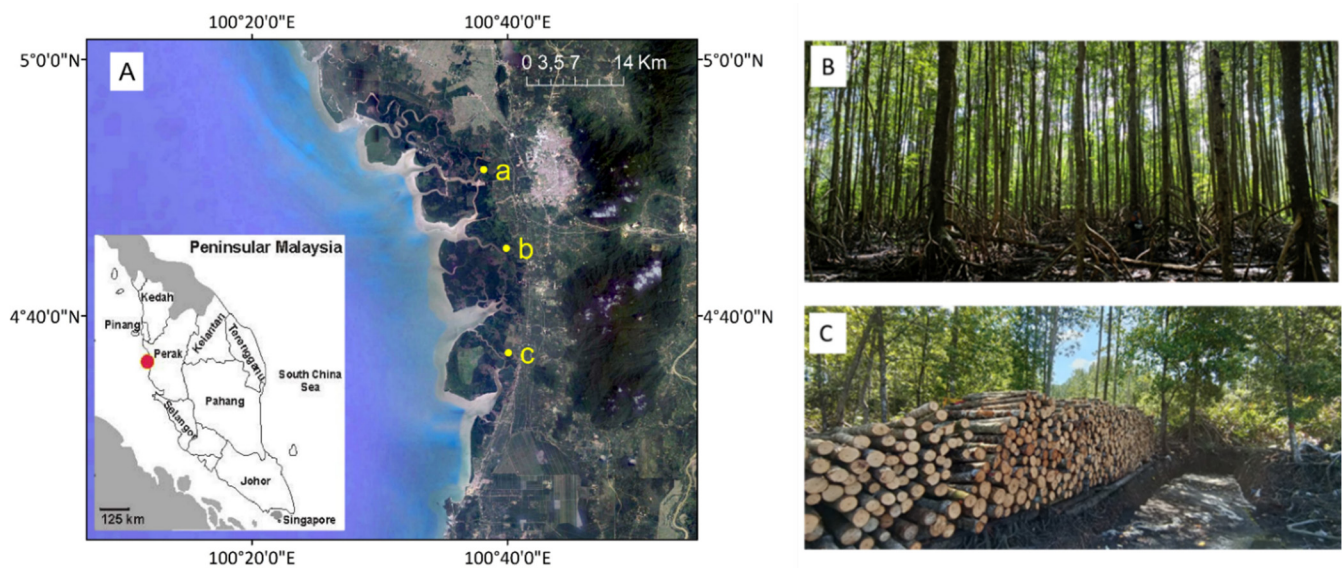 100°20'0"E
100°40'0"E
5°0'0"N
A
0 3,5 7 14 Km
5°0'0"N
a
b
Peninsular Malaysia
Kedah
Pinang
Perak
Kelantan
Terengganu
South China
Sea
Pahang
Selangor
Johor
Singapore
125 km
4°40'0"N
4°40'0"N
c
100°20'0"E
100°40'0"E
B
C